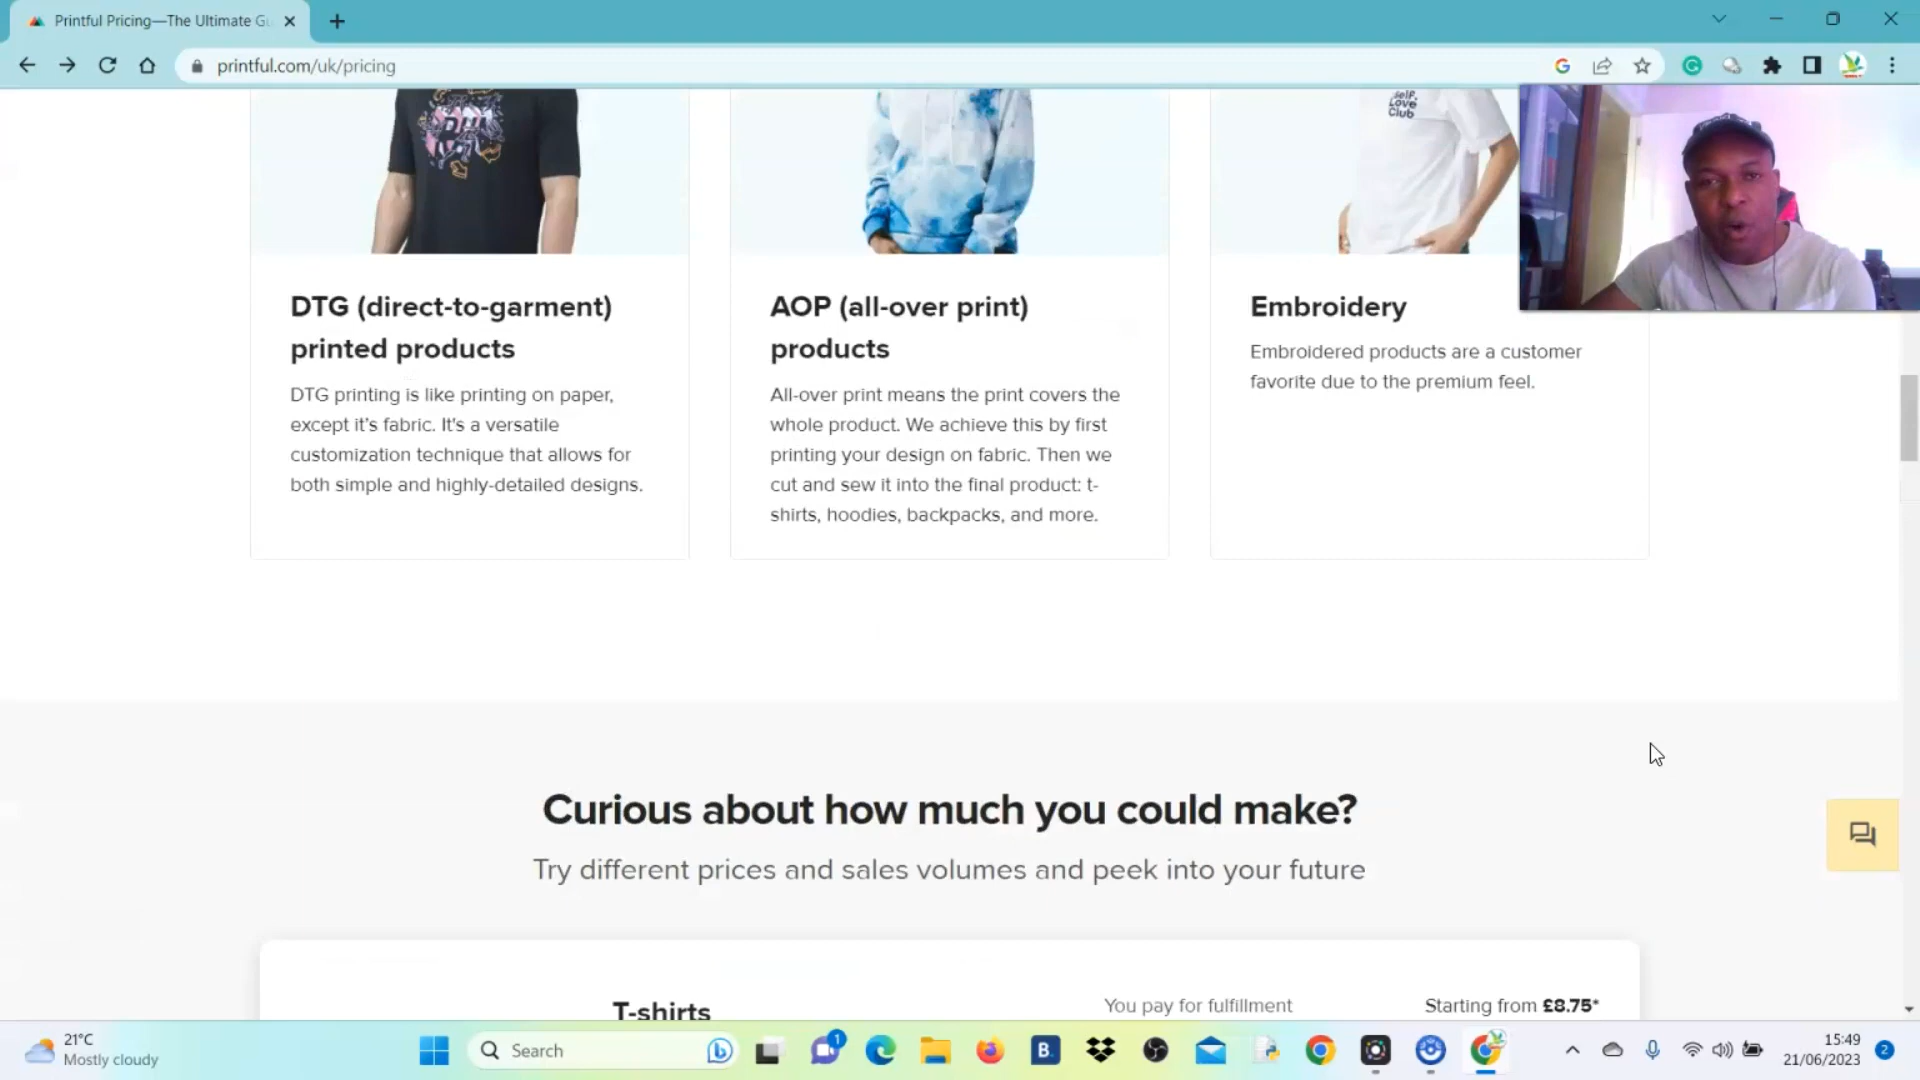 Printful Pricing—The Ultimate Gu
printful.com/uk/pricing
Self
Love
Club
DTG (direct-to-garment)
printed products
DTG printing is like printing on paper,
except it's fabric. It's a versatile
customization technique that allows for
both simple and highly-detailed designs.
AOP (all-over print)
products
All-over print means the print covers the
whole product. We achieve this by first
printing your design on fabric. Then we
cut and sew it into the final product: t-
shirts, hoodies, backpacks, and more.
Embroidery
Embroidered products are a customer
favorite due to the premium feel.
Curious about how much you could make?
Try different prices and sales volumes and peek into your future
T-shirts
You pay for fulfillment
Starting from £8.75*
21°C
Mostly cloudy
Search
1
B.
15:49
21/06/2023
2